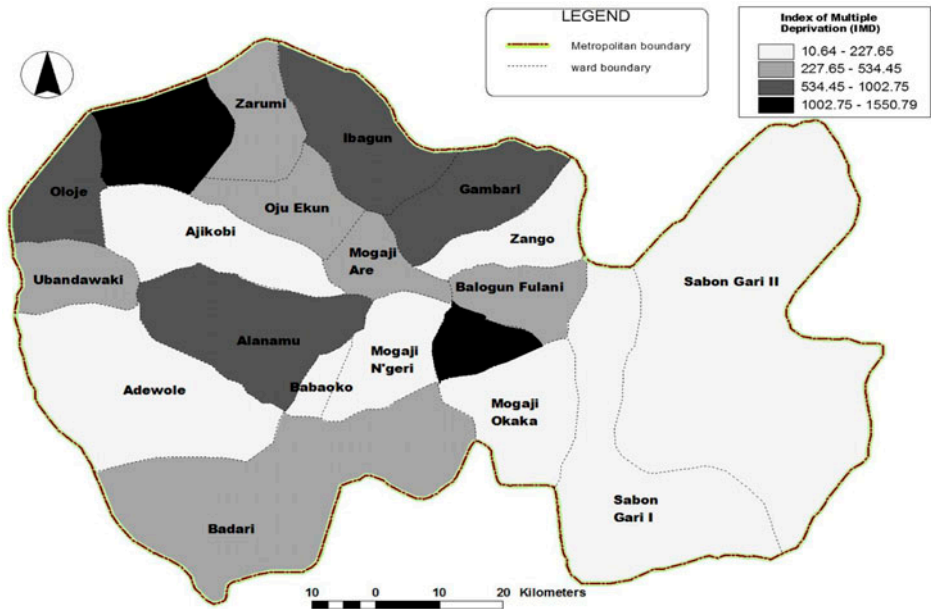 LEGEND
Metropolitan boundary
ward boundary
Index of Multiple
Deprivation (IMD)
10.64 - 227.65
227.65 - 534.45
534.45 - 1002.75
1002.75 - 1550.79
Zarumi
Ibagun
Oloje
Gambari
Oju Ekun
Ajikobi
Zango
Mogaji
Are
Ubandawaki
Sabon Gari II
Balogun Fulani
Alanamu
Mogaji
N'geri
Adewole
Babaoko
Mogaji
Okaka
Sabon
Gari I
Badari
10 0 10 20 Kilometers